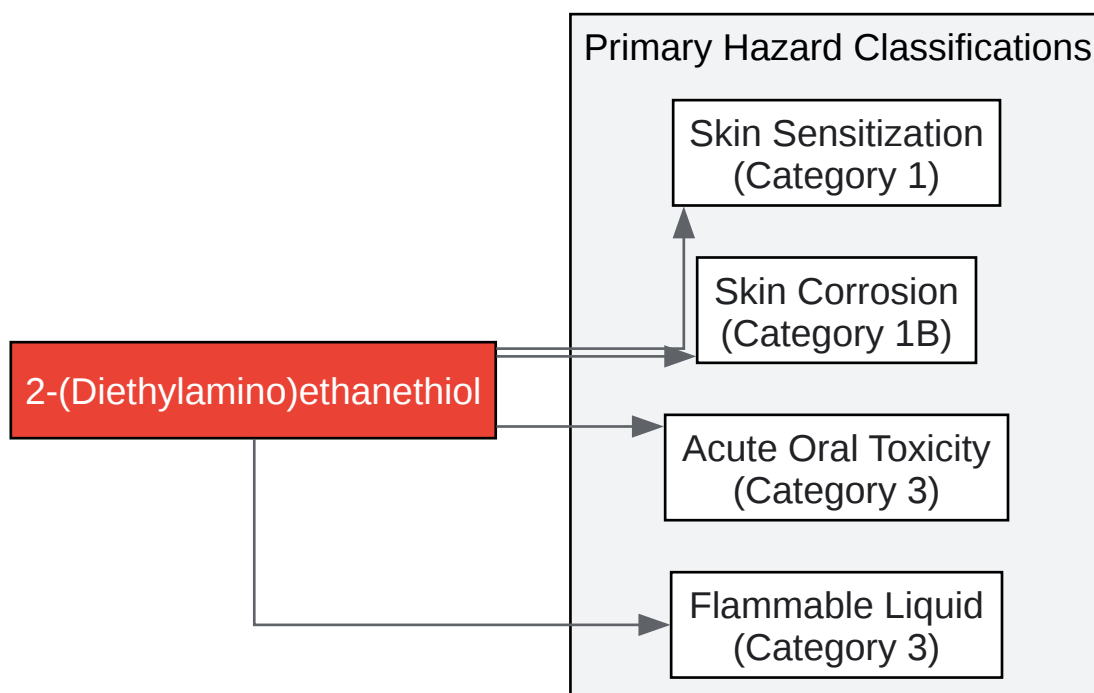 Primary Hazard Classifications
Skin Sensitization
(Category 1)
Skin Corrosion
(Category 1B)
2-(Diethylamino)ethanethiol
Acute Oral Toxicity
(Category 3)
Flammable Liquid
(Category 3)